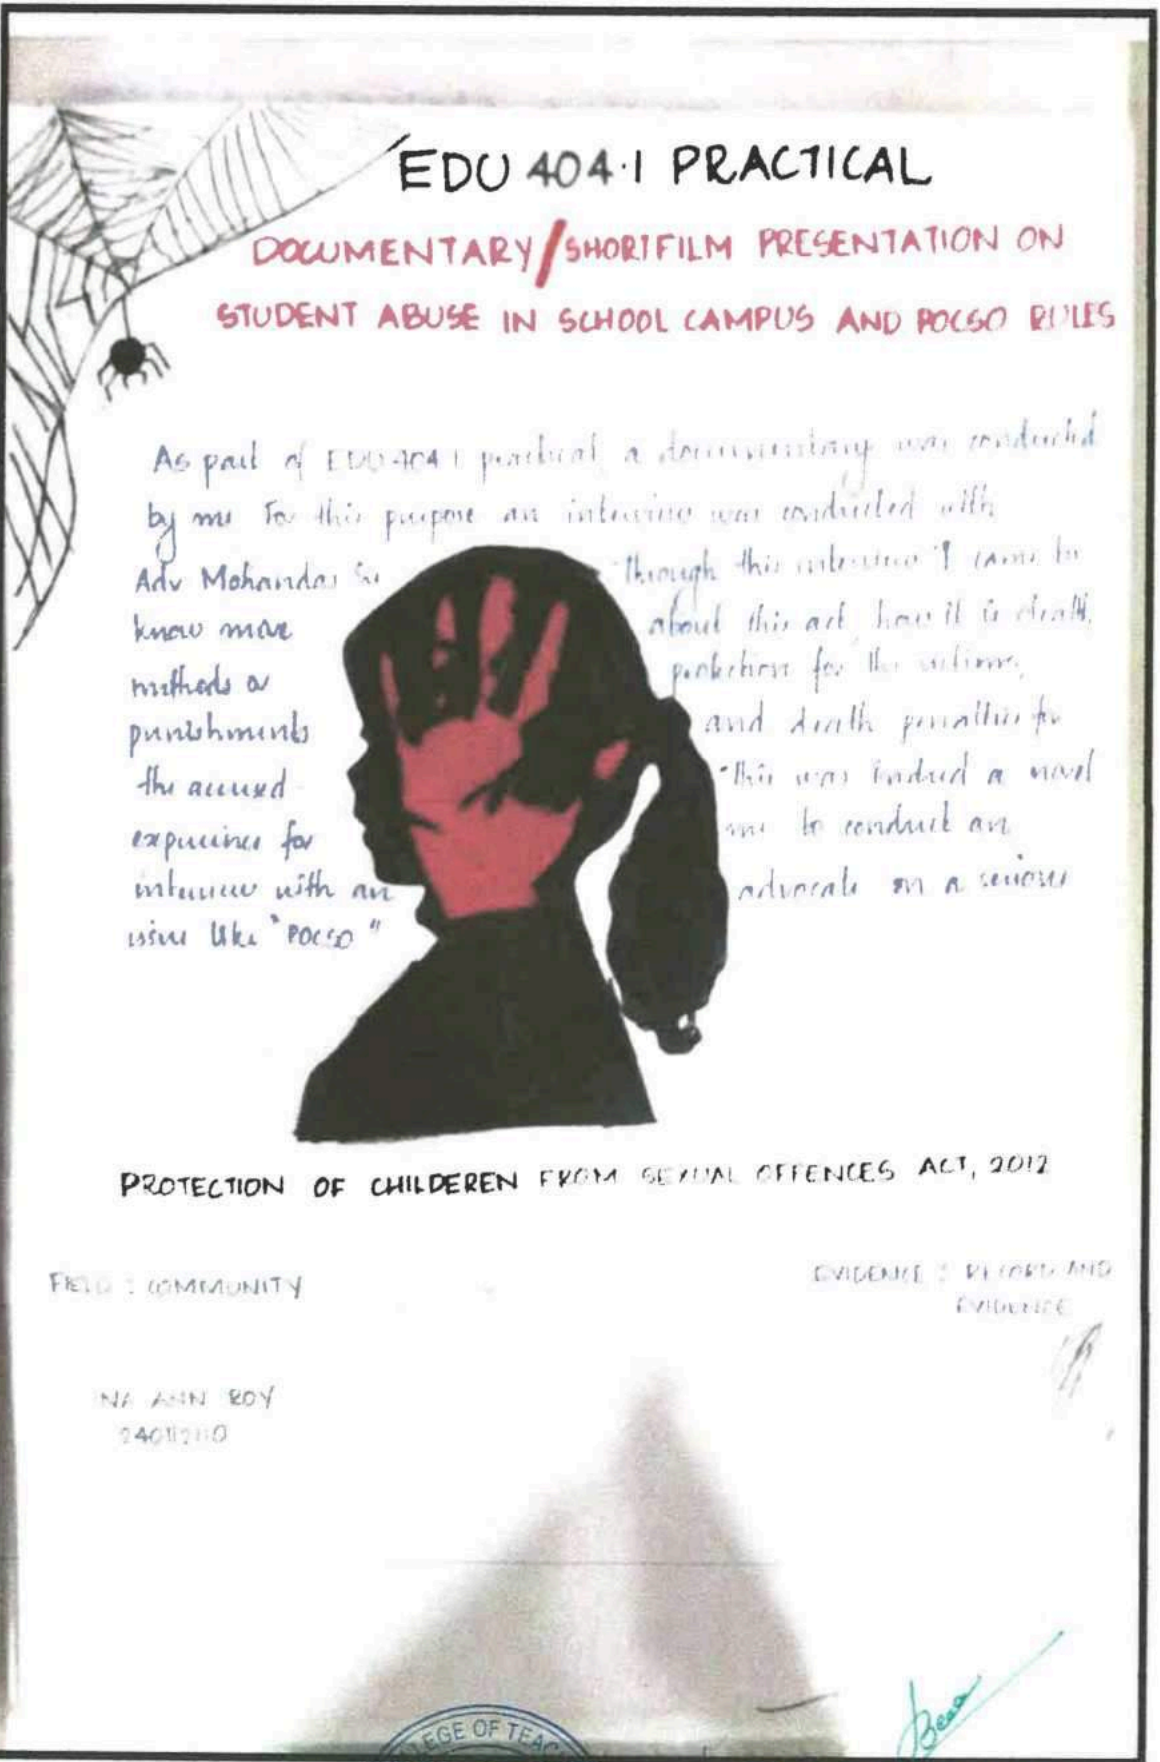 EDU 404.1 PRACTICAL
DOCUMENTARY/SHORTFILM PRESENTATION ON
STUDENT ABUSE IN SCHOOL CAMPUS AND POCSO RULES
As part of EDU 404.1 practical a documentary was conducted
by me For this purpose an interview was conducted with
Adv Mohandas Through this interview I came to
know more about this act, how it is dealt,
methods of protection for the victims,
punishments and death penalties for
the accused. This was indeed a novel
experience for me to conduct an
interview with an advocate on a serious
issue like "POCSO"
PROTECTION OF CHILDEREN FROM SEXUAL OFFENCES ACT, 2012
FIELD : COMMUNITY
EVIDENCE : RECORD AND
EVIDENCE
NA ANN ROY
EGE OF TEAC